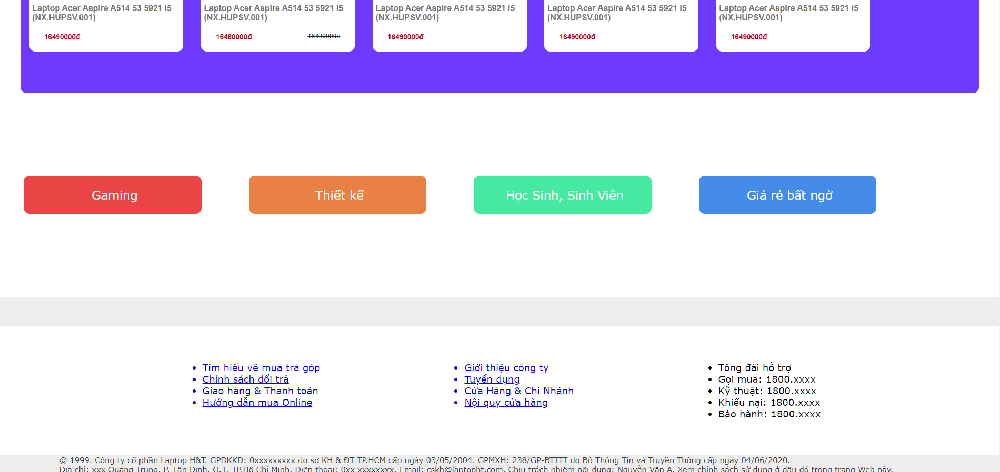 Laptop Acer Aspire A514 53 5921 i5
(NX.HUPSV.001)
16490000đ
Laptop Acer Aspire A514 53 5921 i5
(NX.HUPSV.001)
16480000đ 16490000đ
Laptop Acer Aspire A514 53 5921 i5
(NX.HUPSV.001)
16490000đ
Laptop Acer Aspire A514 53 5921 i5
(NX.HUPSV.001)
16490000đ
Laptop Acer Aspire A514 53 5921 i5
(NX.HUPSV.001)
16490000đ
Gaming
Thiết kế
Học Sinh, Sinh Viên
Giá rẻ bất ngờ
Tìm hiểu về mua trả góp
Chính sách đổi trả
Giao hàng & Thanh toán
Hướng dẫn mua Online
Giới thiệu công ty
Tuyển dụng
Cửa Hàng & Chi Nhánh
Nội quy cửa hàng
Tổng đài hỗ trợ
Gọi mua: 1800.xxxx
Kỹ thuật: 1800.xxxx
Khiếu nại: 1800.xxxx
Bảo hành: 1800.xxxx
© 1999. Công ty cổ phần Laptop H&T. GPDKKD: 0xxxxxxxxx do sở KH & ĐT TP.HCM cấp ngày 03/05/2004. GPMXH: 238/GP-BTTTT do Bộ Thông Tin và Truyền Thông cấp ngày 04/06/2020.
Địa chỉ: xxx Quang Trung, P. Tân Định, Q.1, TP.Hồ Chí Minh. Điện thoại: 0xx xxxxxxxx. Email: cskh@laptopht.com. Chịu trách nhiệm nội dung: Nguyễn Văn A. Xem chính sách sử dụng ở đâu đó trong trang Web này.